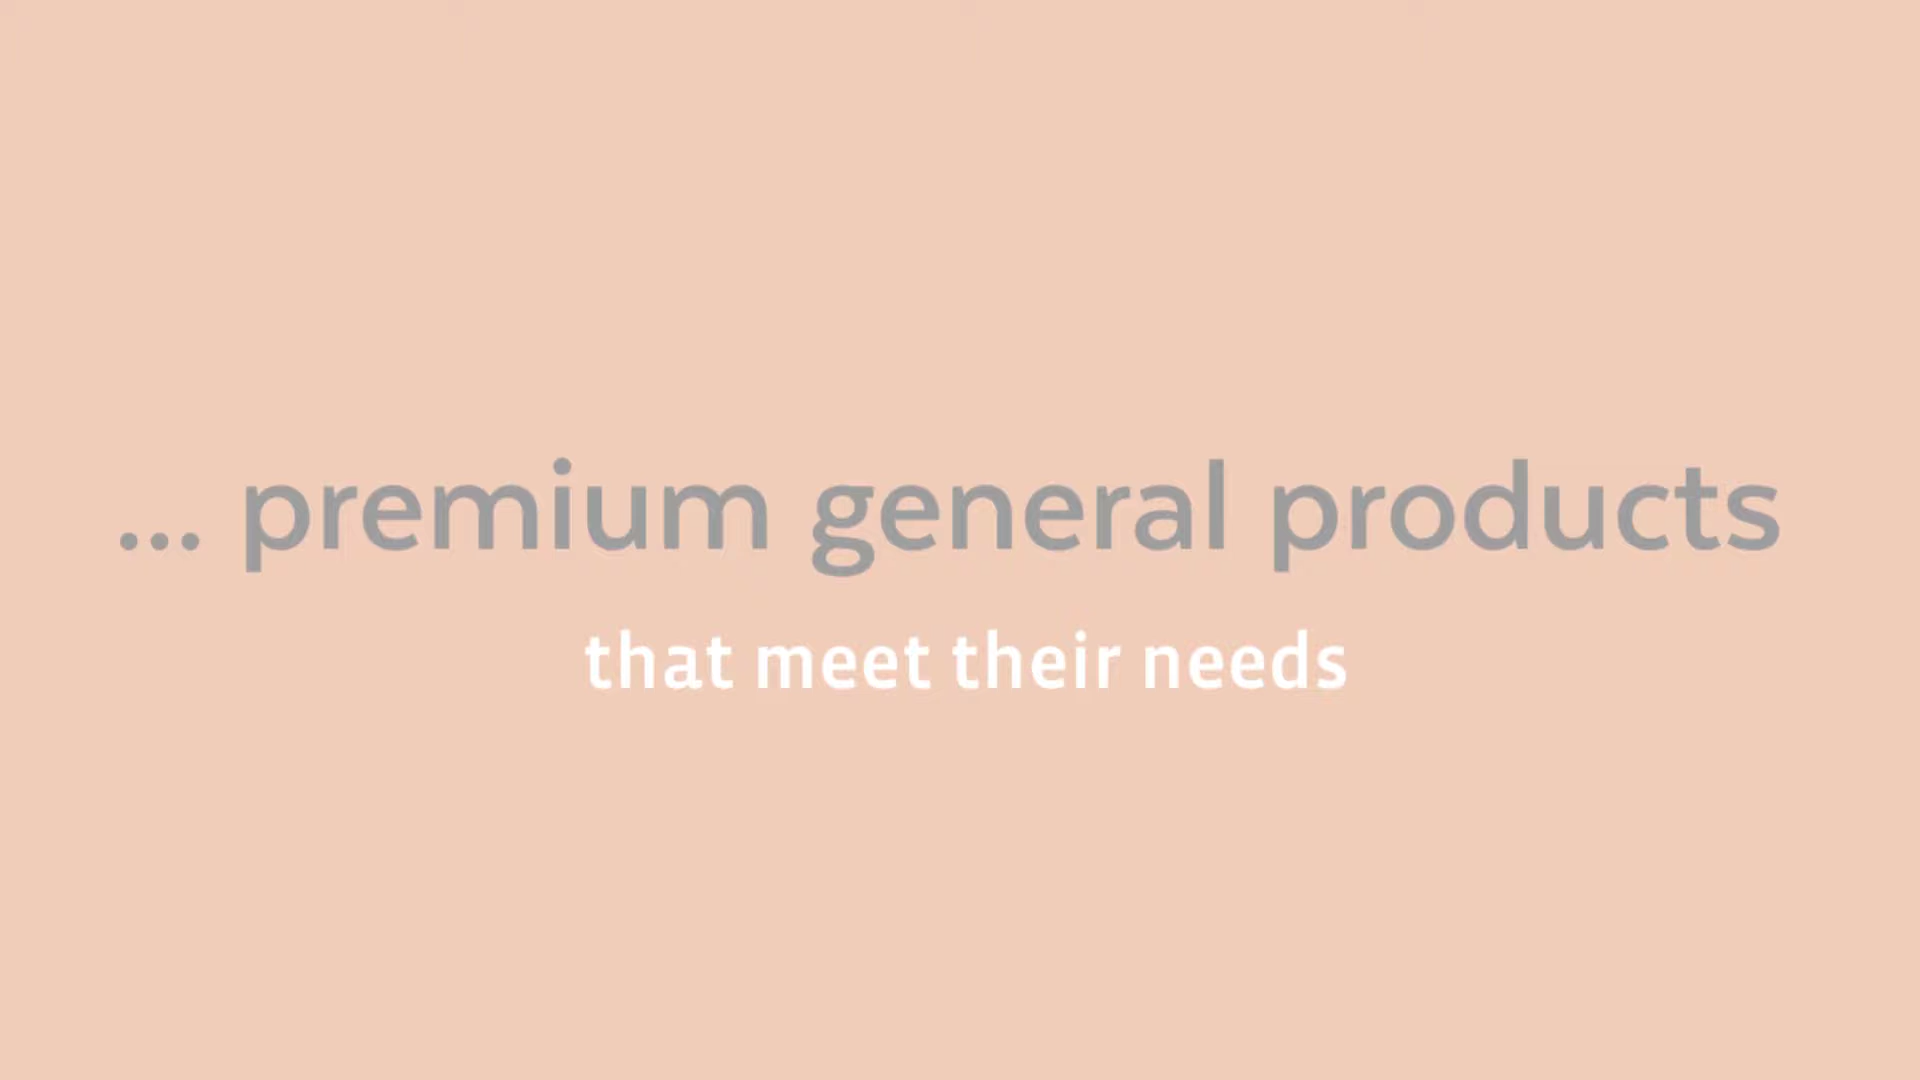 ... premium general products
that meet their needs